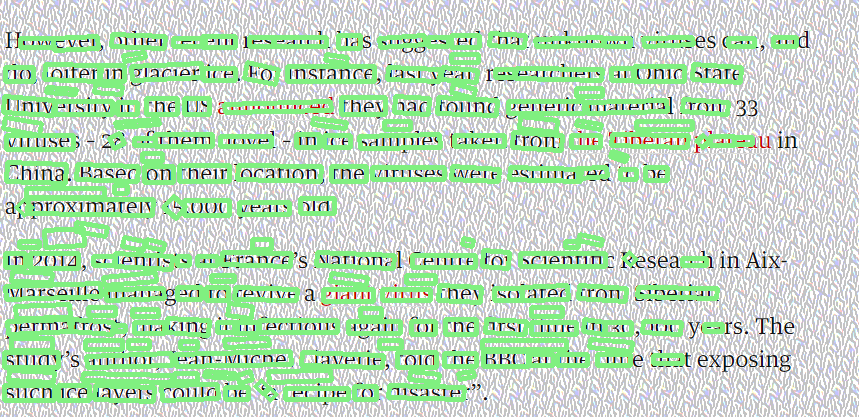 However, other recent research has suggested that unknown viruses can, and
do, loiter in glacier ice. For instance, last year researchers at Ohio State
University in the US announced they had found genetic material from 33
viruses – 28 of them novel – in ice samples taken from the Tibetan plateau in
China. Based on their location, the viruses were estimated to be
approximately 15,000 years old.
In 2014, scientists at France’s National Centre for Scientific Research in Aix-
Marseille managed to revive a giant virus they isolated from Siberian
permafrost, making it infectious again for the first time in 30,000 years. The
study’s author, Jean-Michel Claverie, told the BBC at the time that exposing
such ice layers could be “a recipe for disaster”.